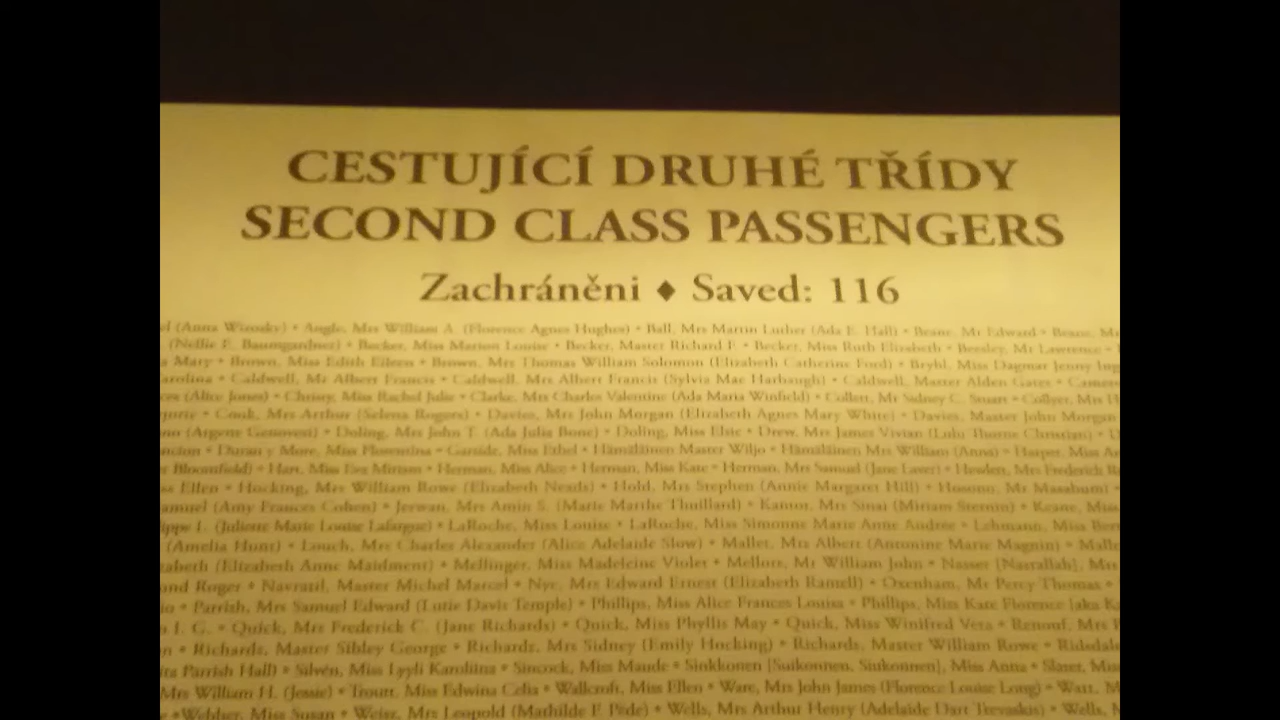 CESTUJÍCÍ DRUHÉ TŘÍDY
SECOND CLASS PASSENGERS
Zachráněni ♦ Saved: 116
(Anna • Angle, Mrs William A. (Florence Agnes Hughes) • Ball, Mrs Martin Luther (Ada E. Hall) • Beane, Mr Edward • Beane,
(Nellie E. Baumgardner) • Becker, Miss Marion Louise • Becker, Master Richard F. • Becker, Miss Ruth Elizabeth • Beesley, Mr Lawrence •
Mary • Brown, Miss Edith Eileen • Brown, Mrs Thomas William Solomon (Elizabeth Catherine Ford) • Bryhl, Miss Dagmar Jenny
• Caldwell, Mr Albert Francis • Caldwell, Mrs Albert Francis (Sylvia Mae Harbaugh) • Caldwell, Master Alden Gates •
(Alice Jones) • Christy, Miss Rachel Julie • Clarke, Mrs Charles Valentine (Ada Maria Winfield) • Collett, Mr Sidney C. Stuart • Collyer, Mrs
• Cook, Mrs Arthur (Selena Rogers) • Davies, Mrs John Morgan (Elizabeth Agnes Mary White) • Davies, Master John Morgan
(Argene Genovesi) • Doling, Mrs John T. (Ada Julia Bone) • Doling, Miss Elsie • Drew, Mrs James Vivian (Lulu Thorne Christian) •
• Duran y More, Miss Florentina • Garside, Miss Ethel • Hämäläinen Master Wiljo • Hämäläinen Mrs William (Anna) • Harper, Miss
Bloomfield) • Hart, Miss Eva Miriam • Herman, Miss Alice • Herman, Miss Kate • Herman, Mrs Samuel (Jane Laver) • Hewlett, Mrs Frederick
Ellen • Hocking, Mrs William Rowe (Elizabeth Needs) • Hold, Mrs Stephen (Annie Margaret Hill) • Hosono, Mr Masabumi •
(Amy Frances Cohen) • Jerwan, Mrs Amin S. (Marie Marthe Thuillard) • Kantor, Mrs Sinai (Miriam Sternin) • Keane, Miss
L. (Juliette Marie Louise Lafargue) • LaRoche, Miss Louise • LaRoche, Miss Simonne Marie Anne Andree • Lehmann, Miss
(Amelia Hunt) • Louch, Mrs Charles Alexander (Alice Adelaide Slow) • Mallet, Mrs Albert (Antonine Marie Magnin) •
(Elizabeth Anne Maidment) • Mellinger, Miss Madeleine Violet • Mellors, Mr William John • Nasser [Nasrallah], Mrs
Roger • Navratil, Master Michel Marcel • Nye, Mrs Edward Ernest (Elizabeth Ramell) • Oxenham, Mr Percy Thomas •
• Parrish, Mrs Samuel Edward (Lutie Davis Temple) • Phillips, Miss Alice Frances Louisa • Phillips, Miss Kate Florence [aka
J. G. • Quick, Mrs Frederick C. (Jane Richards) • Quick, Miss Phyllis May • Quick, Miss Winifred Vera • Renouf, Mrs
• Richards, Master Sibley George • Richards, Mrs Sidney (Emily Hocking) • Richards, Master William Rowe • Ridsdale
Parrish Hall) • Silvén, Miss Lyyli Karoliina • Sincock, Miss Maude • Sinkkonen [Suikonnen, Siukonnen], Miss Anna • Slater, Miss
Mrs William H. (Jessie) • Troutt, Miss Edwina Celia • Wallcroft, Miss Ellen • Ware, Mrs John James (Florence Louise Long) • Watt,
• Webber, Miss Susan • Weisz, Mrs Leopold (Mathilde F. Pëde) • Wells, Mrs Arthur Henry (Adelaide Dart Trevaskis) • Wells,